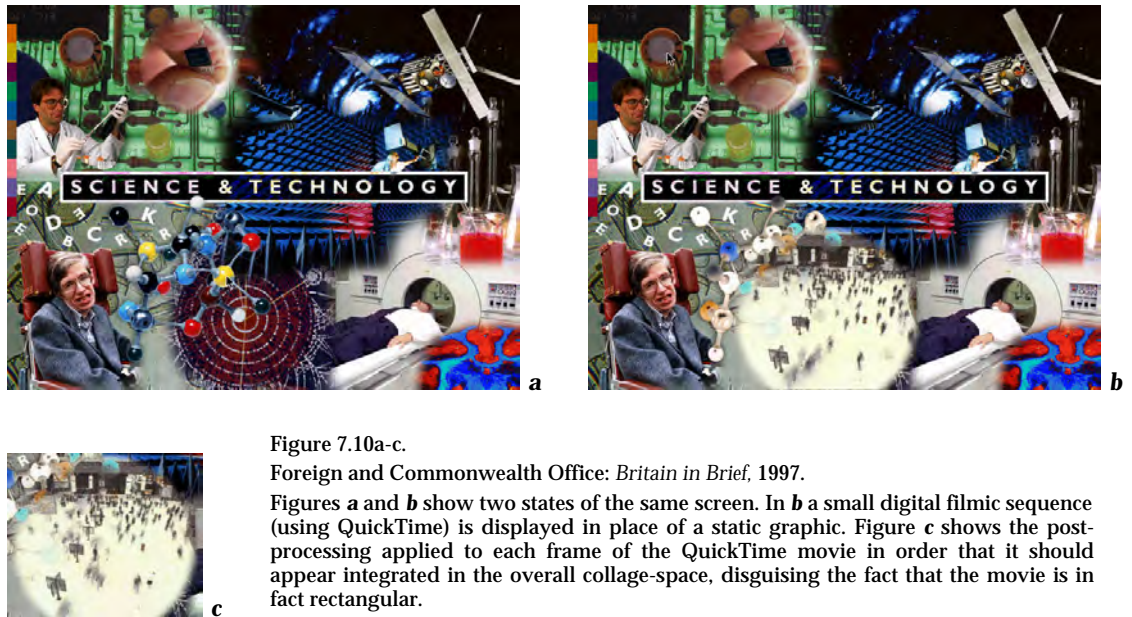 SCIENCE & TECHNOLOGY
E A
O D E K
E B C R R
a
SCIENCE & TECHNOLOGY
E A
O D E K
E B C R R
b
c
Figure 7.10a-c.
Foreign and Commonwealth Office: Britain in Brief, 1997.
Figures a and b show two states of the same screen. In b a small digital filmic sequence
(using QuickTime) is displayed in place of a static graphic. Figure c shows the post-
processing applied to each frame of the QuickTime movie in order that it should
appear integrated in the overall collage-space, disguising the fact that the movie is in
fact rectangular.